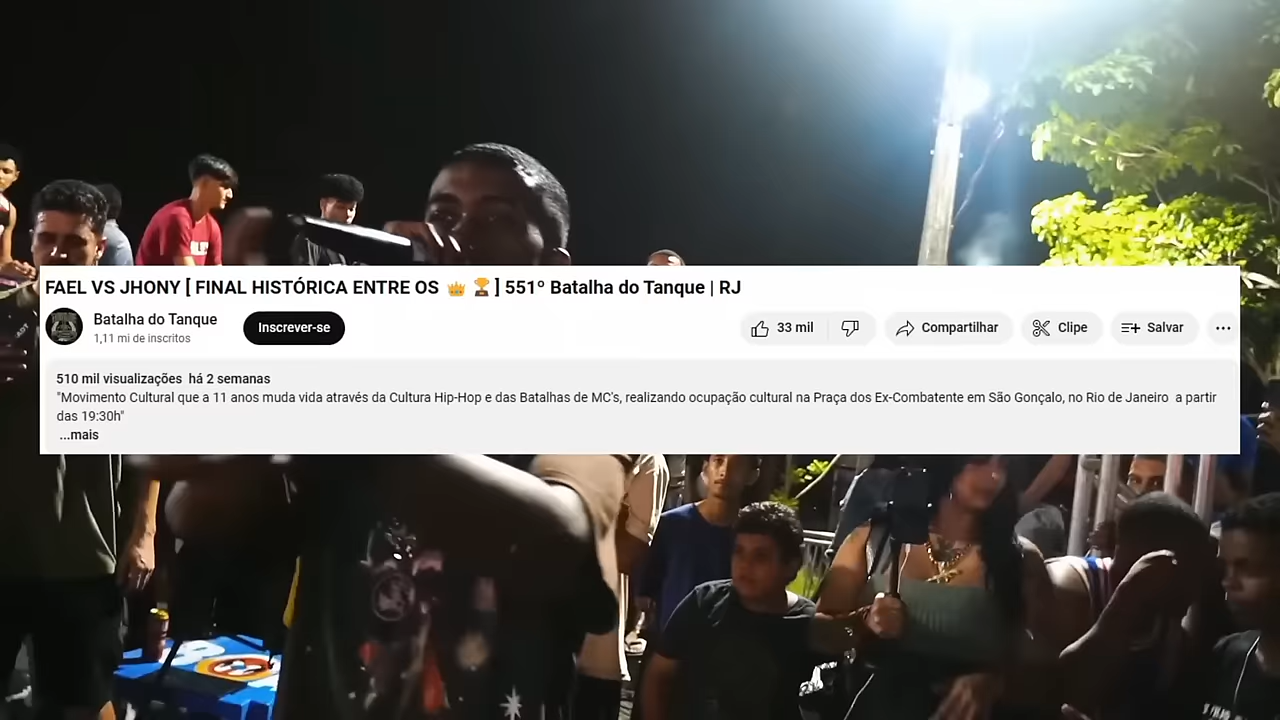 FAEL VS JHONY [ FINAL HISTÓRICA ENTRE OS 👑 🏆 ] 551º Batalha do Tanque | RJ
Batalha do Tanque
1,11 mi de inscritos
Inscrever-se
33 mil
Compartilhar
Clipe
Salvar
510 mil visualizações há 2 semanas
"Movimento Cultural que a 11 anos muda vida através da Cultura Hip-Hop e das Batalhas de MC's, realizando ocupação cultural na Praça dos Ex-Combatente em São Gonçalo, no Rio de Janeiro a partir
das 19:30h"
...mais